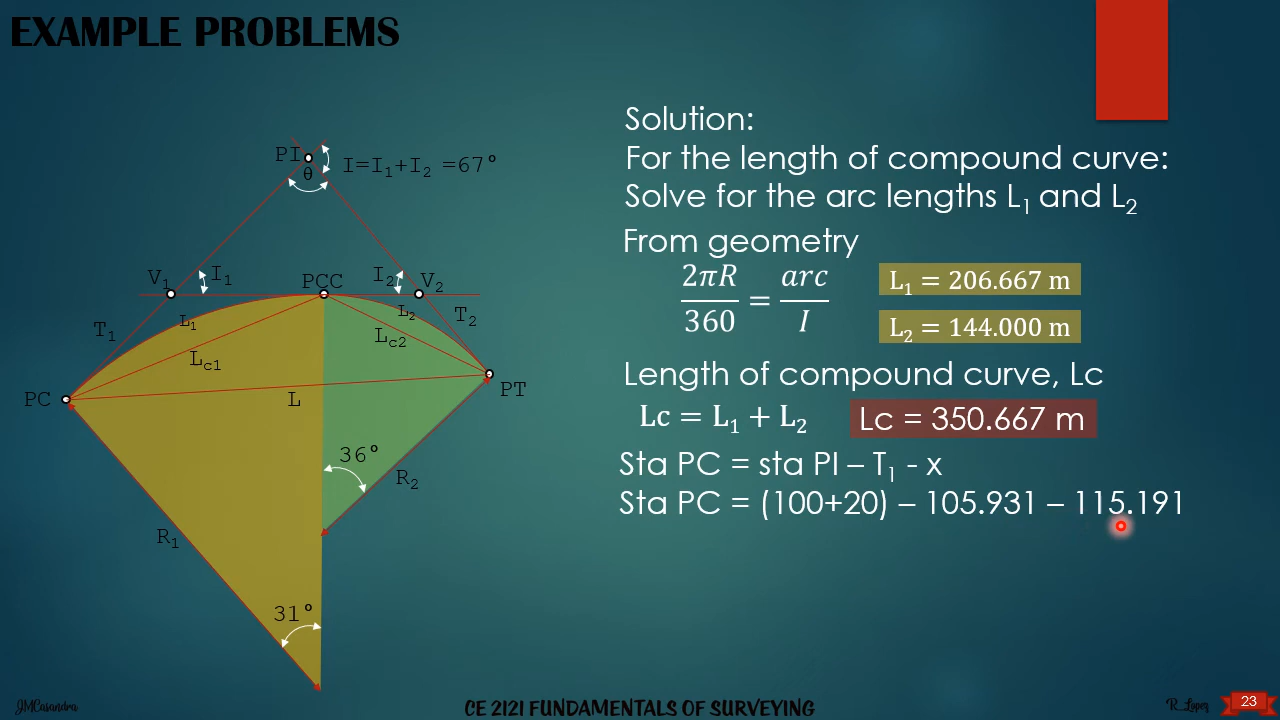 EXAMPLE PROBLEMS
PI
θ
I=I₁+I₂ =67°
V₁
I₁
PCC
I₂
V₂
T₁
L₁
L₂
T₂
Lc1
Lc2
PC
L
PT
36°
R₂
R₁
31°
Solution:
For the length of compound curve:
Solve for the arc lengths L₁ and L₂
From geometry
2πR/360 = arc/I
L₁ = 206.667 m
L₂ = 144.000 m
Length of compound curve, Lc
Lc = L₁ + L₂
Lc = 350.667 m
Sta PC = sta PI – T₁ - x
Sta PC = (100+20) – 105.931 – 115.191
JMCasandra
CE 2121 FUNDAMENTALS OF SURVEYING
R_Lopez
23